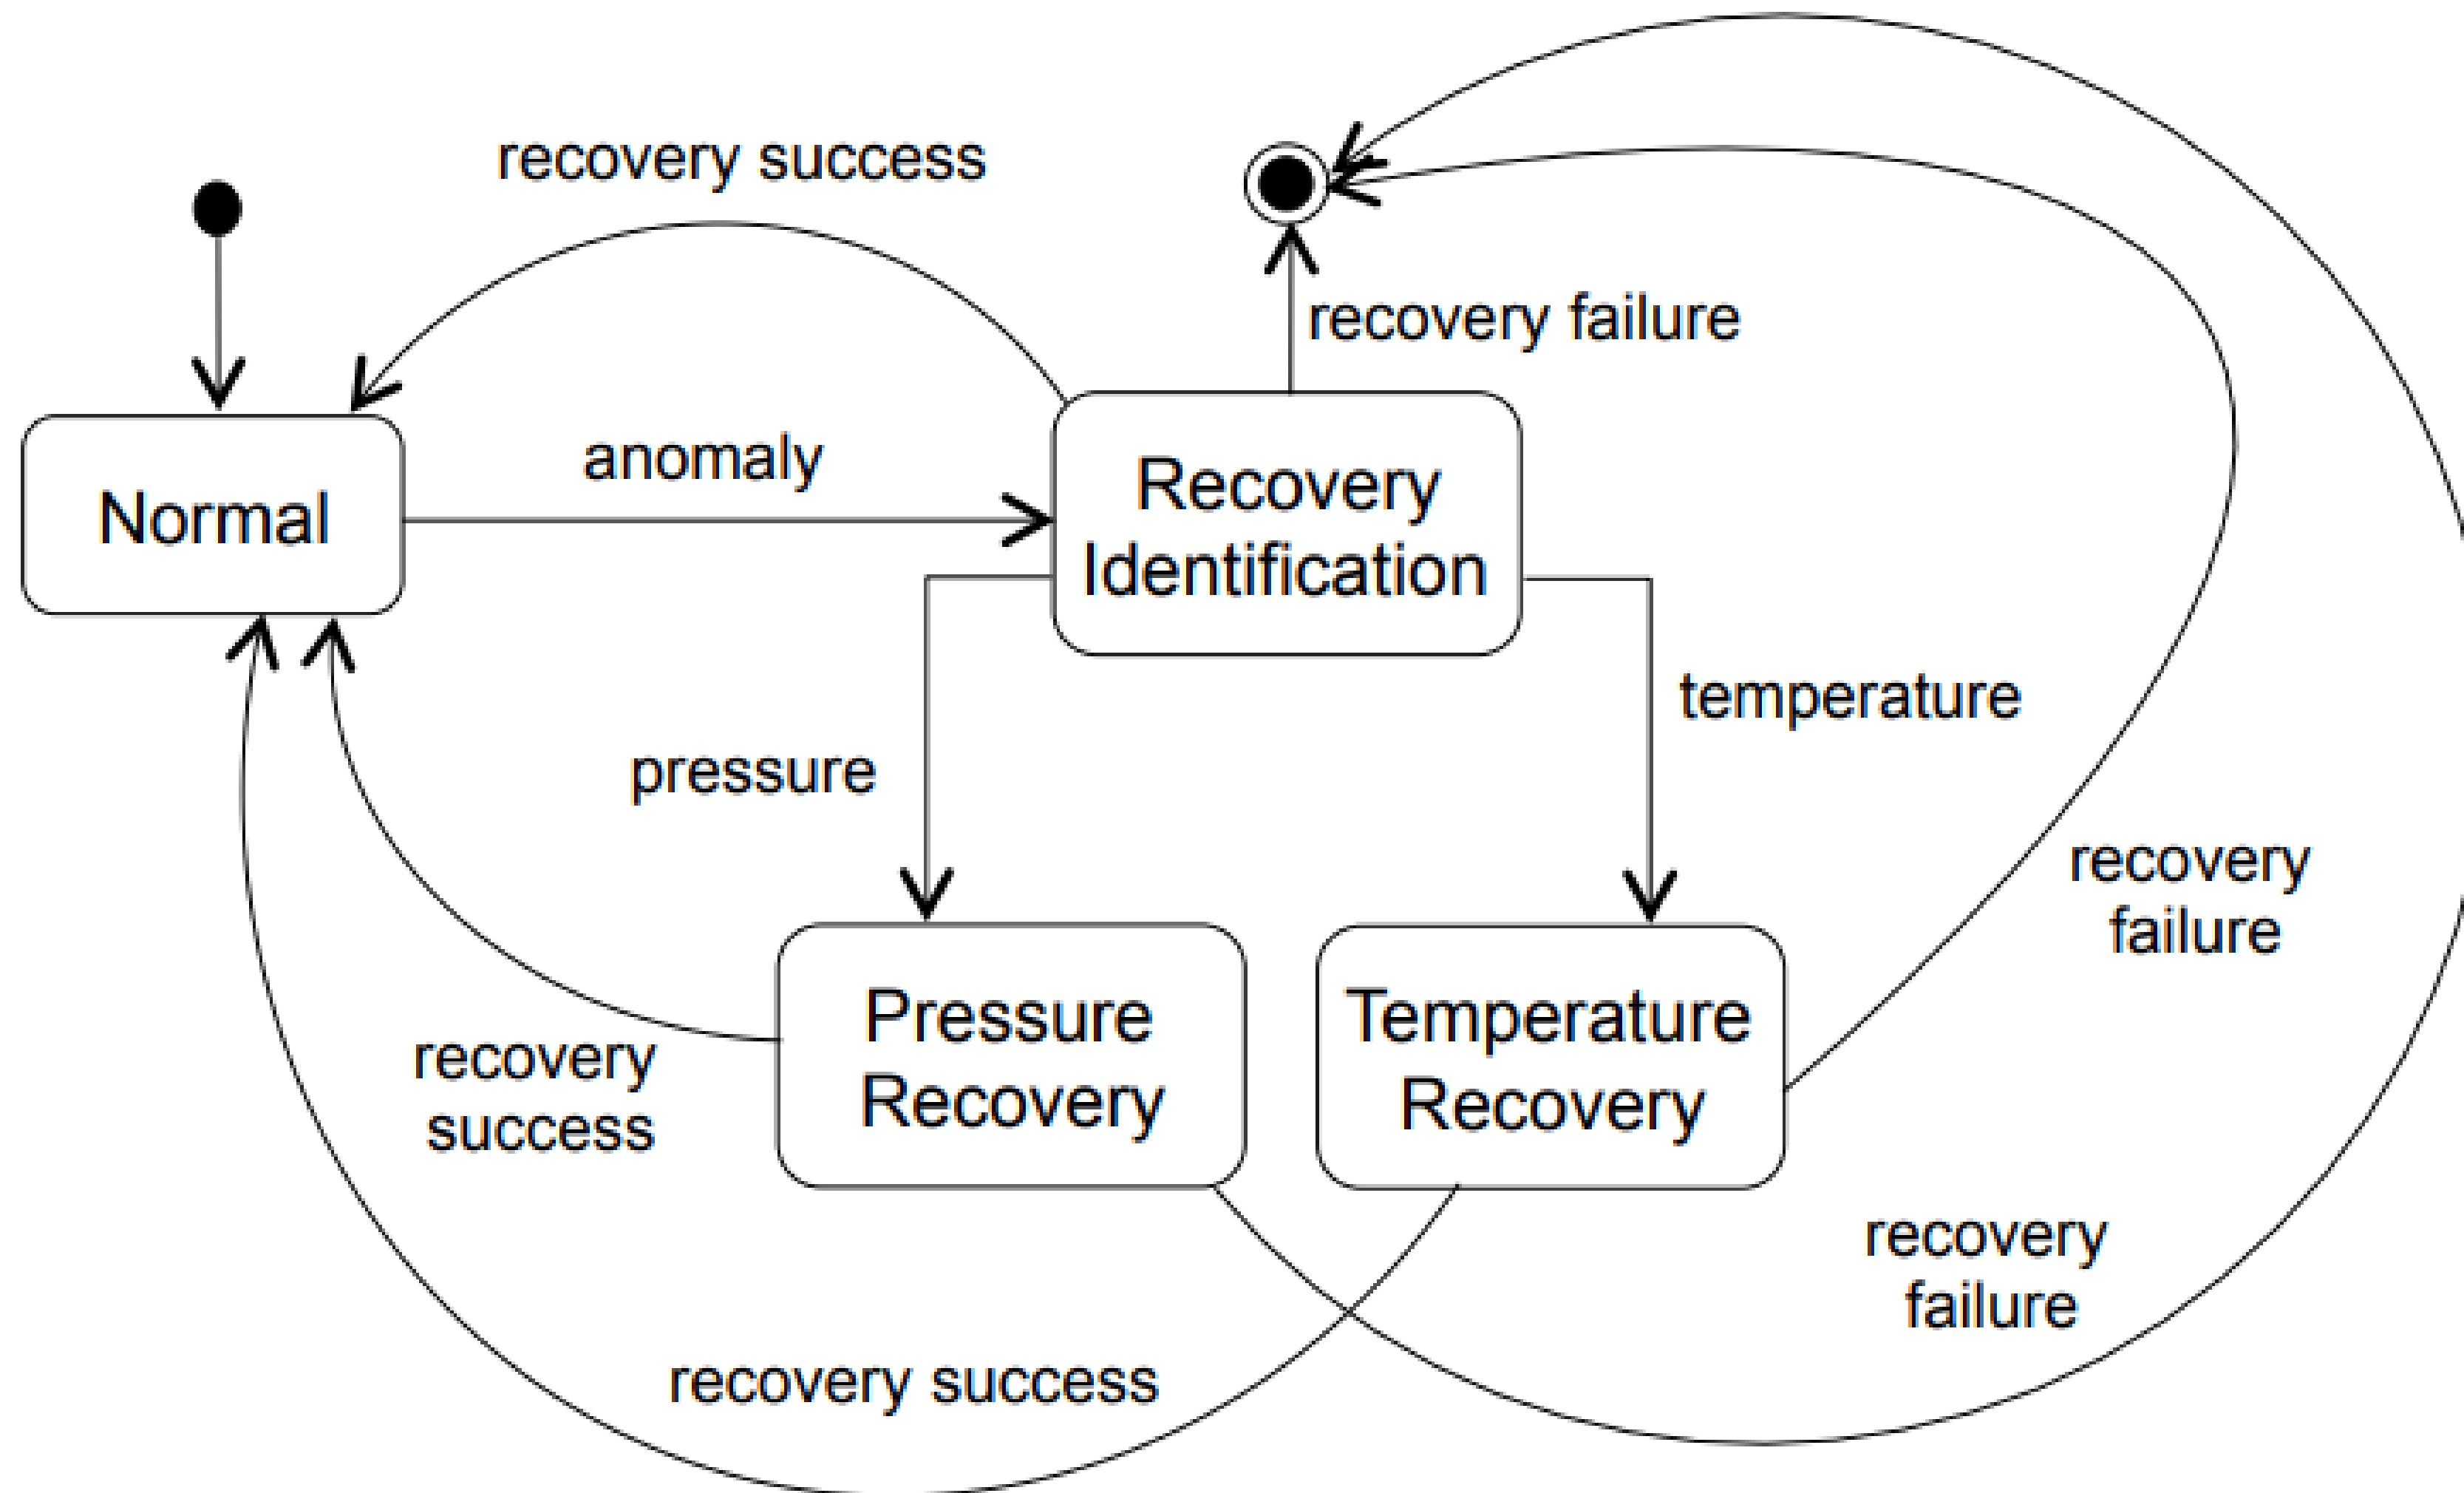 recovery success
recovery failure
anomaly
Normal
Recovery
Identification
temperature
pressure
recovery
failure
Pressure
Recovery
Temperature
Recovery
recovery
success
recovery
failure
recovery success